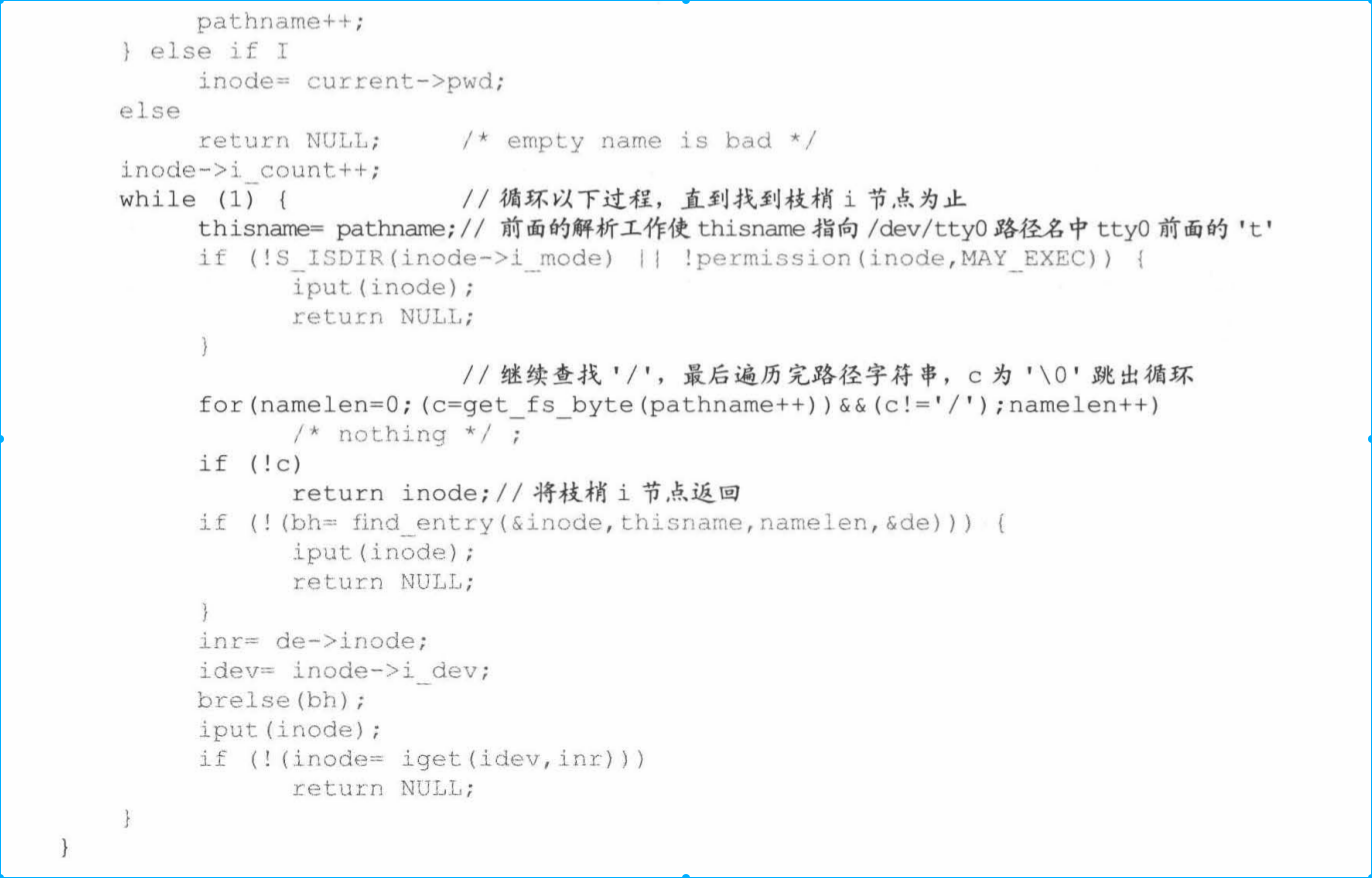 pathname++;
} else if I
inode= current->pwd;
else
return NULL; /* empty name is bad */
inode->i_count++;
while (1) { //循环以下过程，直到找到枝梢 i 节点为止
thisname= pathname;// 前面的解析工作使 thisname 指向 /dev/tty0 路径名中 tty0 前面的 't'
if (!S_ISDIR(inode->i_mode) || !permission(inode,MAY_EXEC)) {
iput(inode);
return NULL;
}
//继续查找 '/'，最后遍历完路径字符串，c 为 '\0' 跳出循环
for(namelen=0;(c=get_fs_byte(pathname++))&&(c!='/');namelen++)
/* nothing */ ;
if (!c)
return inode;//将枝梢 i 节点返回
if (!(bh= find_entry(&inode,thisname,namelen,&de))) {
iput(inode);
return NULL;
}
inr= de->inode;
idev= inode->i_dev;
brelse(bh);
iput(inode);
if (!(inode= iget(idev,inr)))
return NULL;
}
}